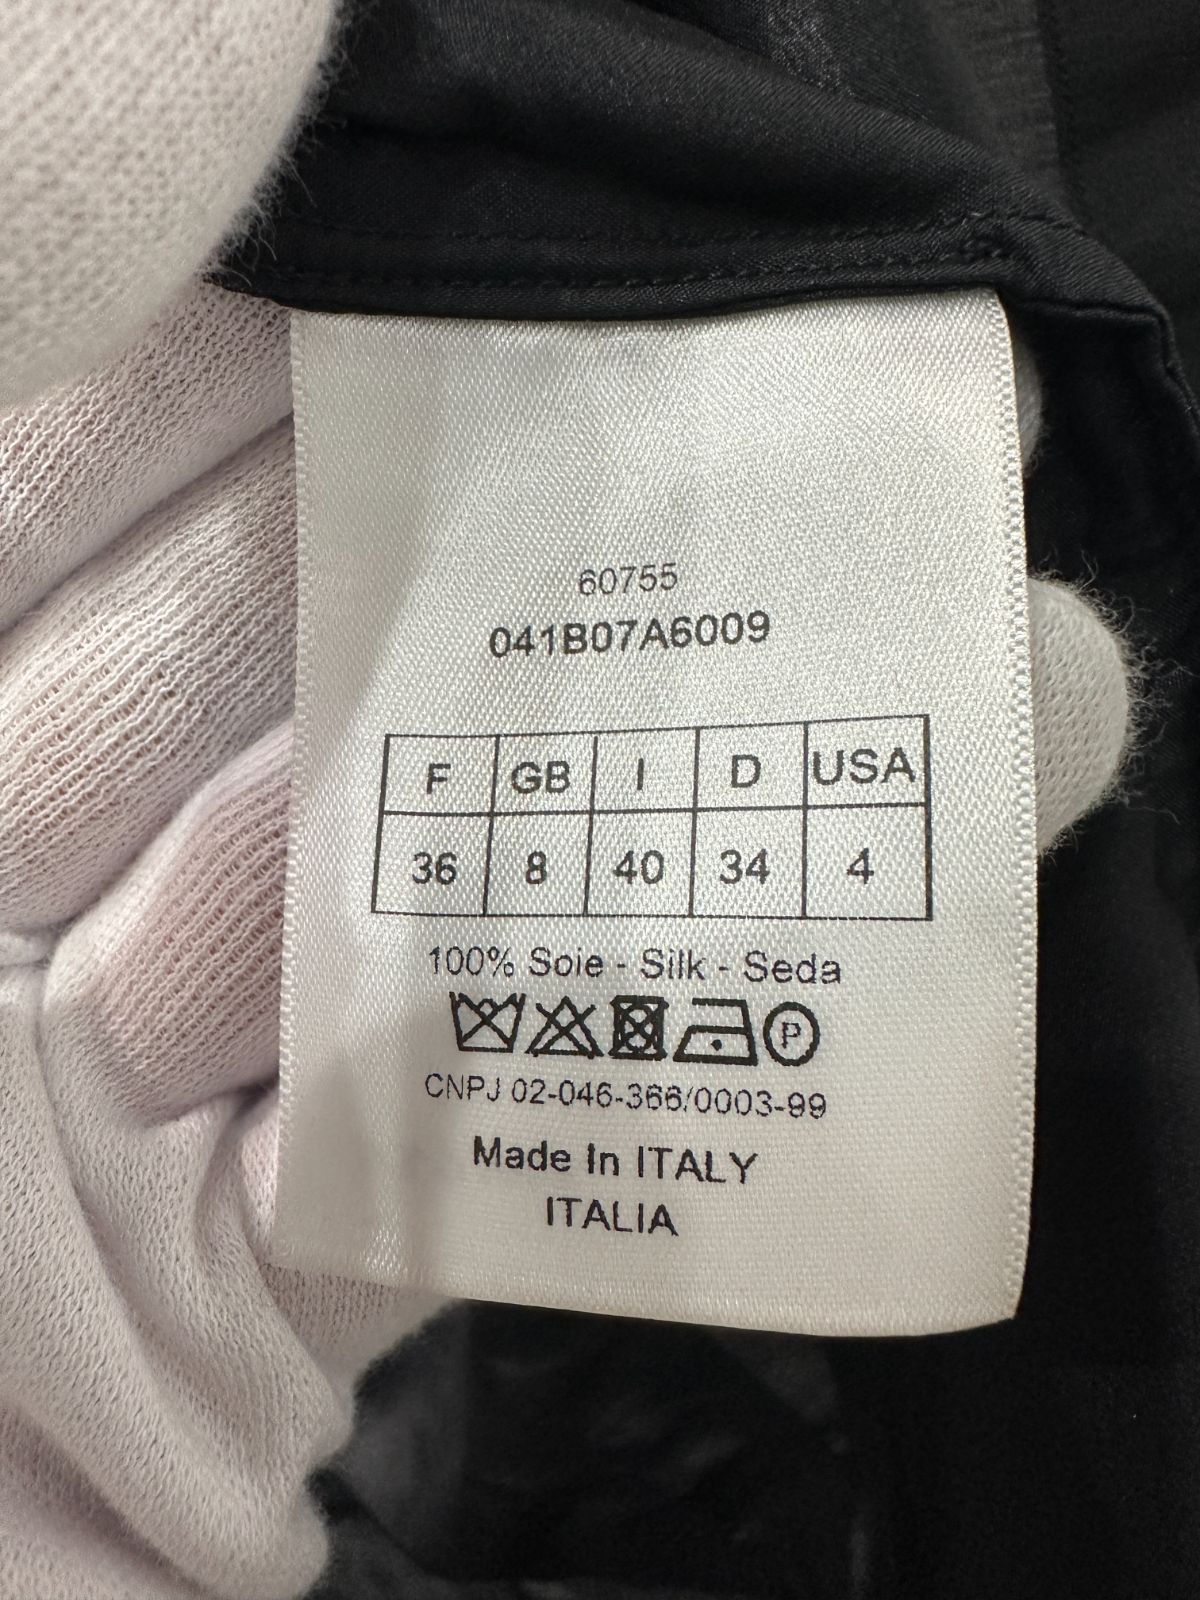 60755
041B07A6009
F GB I D USA
36 8 40 34 4
100% Soie - Silk - Seda
P
CNPJ 02-046-366/0003-99
Made In ITALY
ITALIA